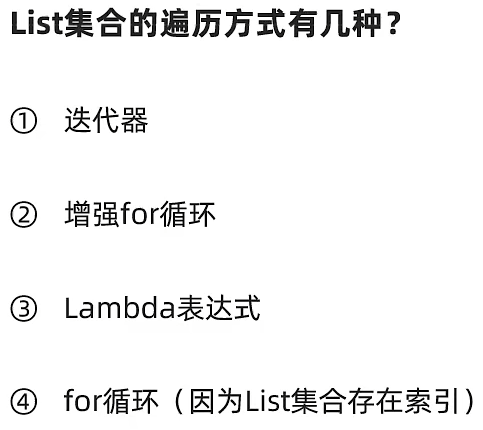 List集合的遍历方式有几种？
① 迭代器
② 增强for循环
③ Lambda表达式
④ for循环（因为List集合存在索引）